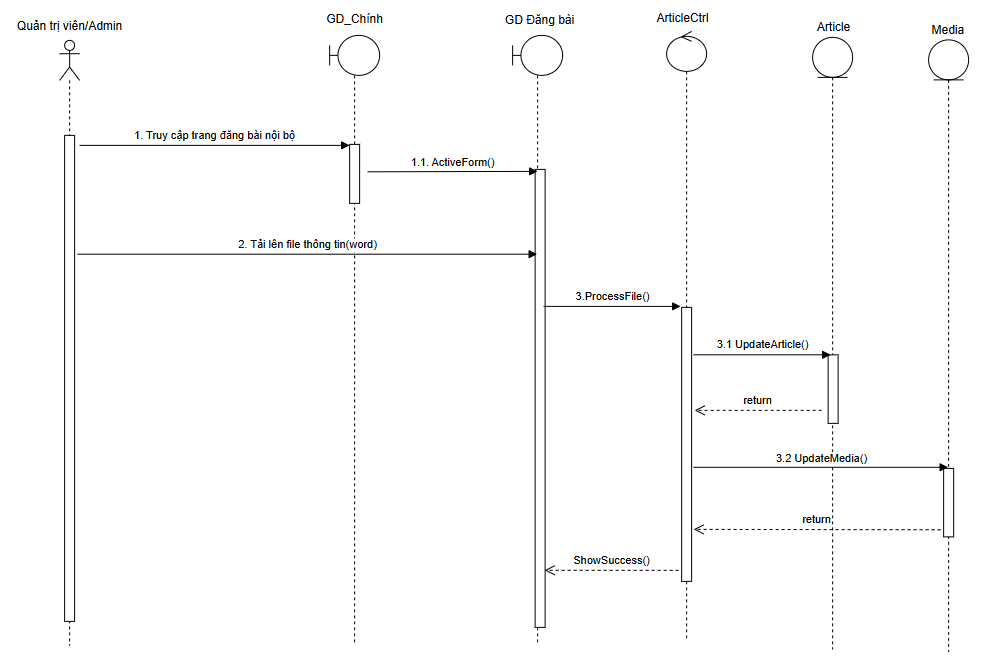 Quản trị viên/Admin
GD_Chính
GD Đăng bài
ArticleCtrl
Article
Media
1. Truy cập trang đăng bài nội bộ
1.1. ActiveForm()
2. Tải lên file thông tin(word)
3.ProcessFile()
3.1 UpdateArticle()
return
3.2 UpdateMedia()
return
ShowSuccess()